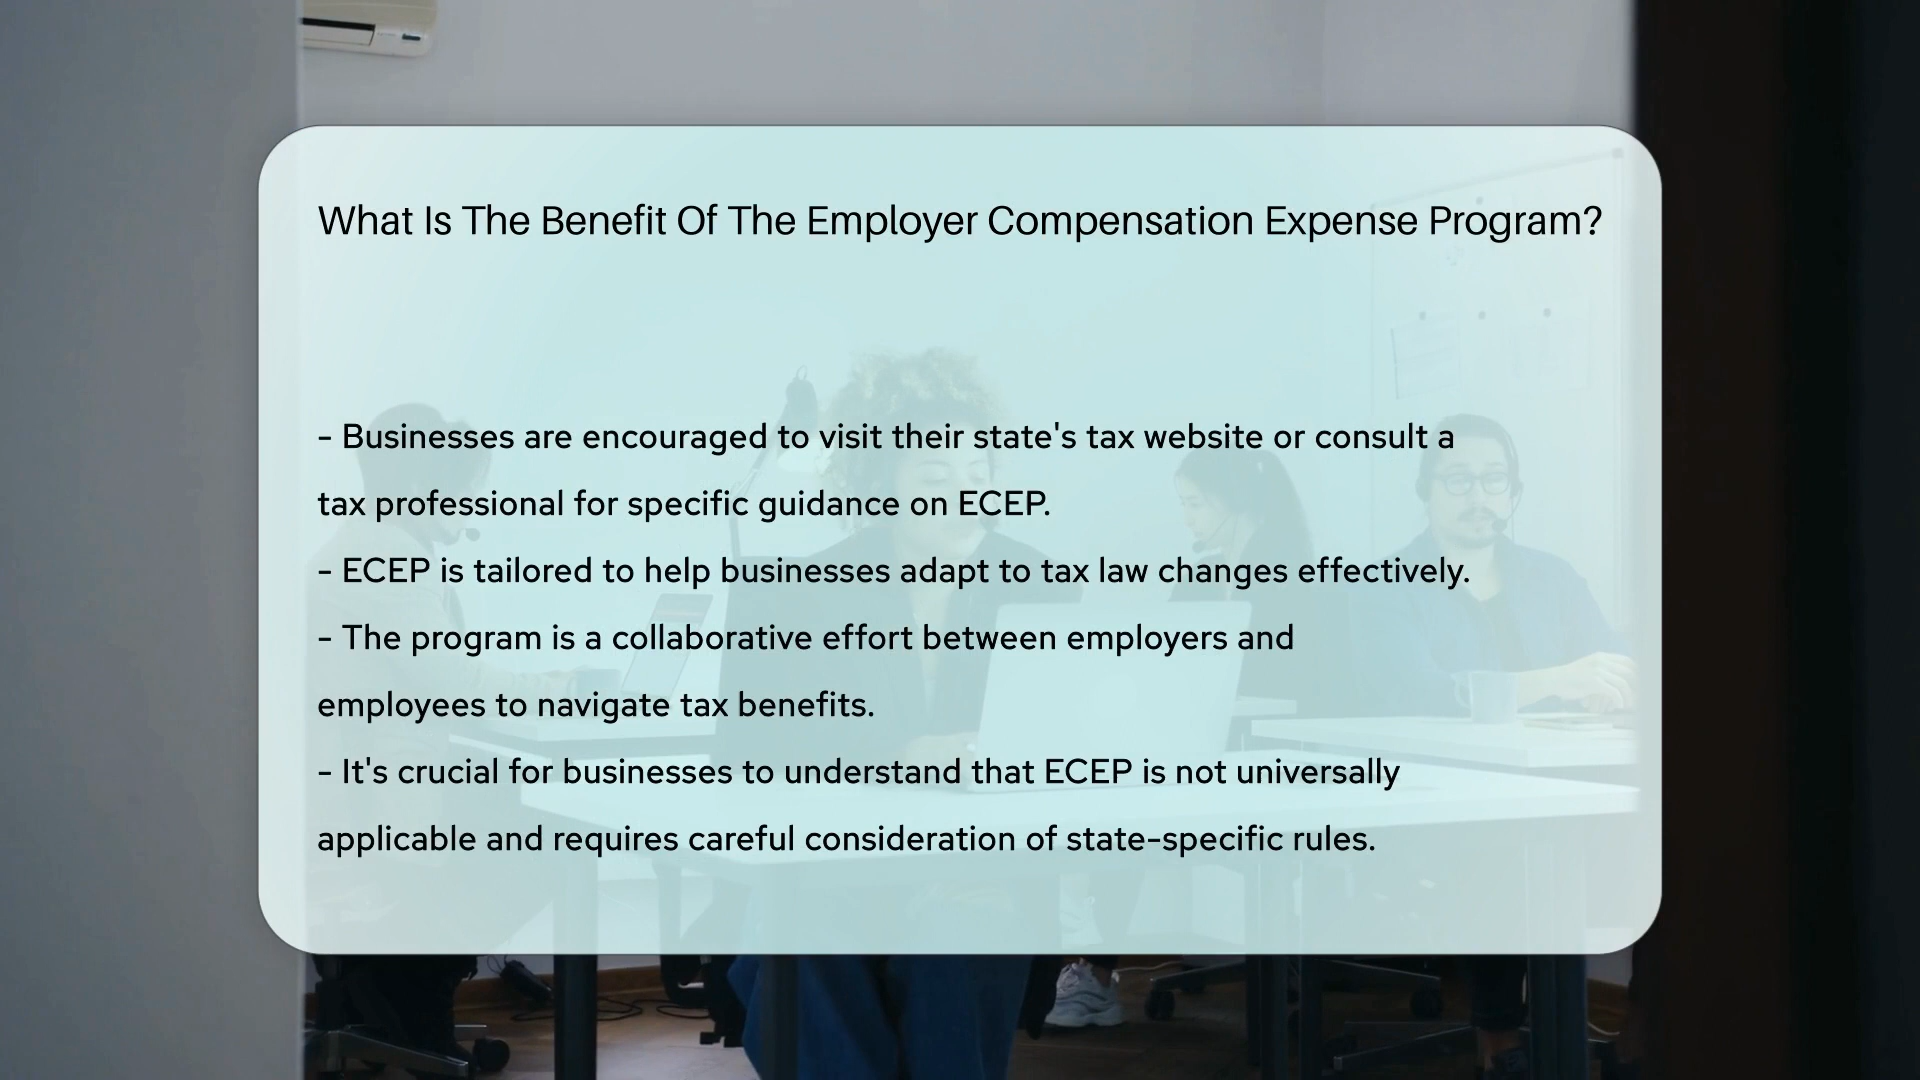 What Is The Benefit Of The Employer Compensation Expense Program?
- Businesses are encouraged to visit their state's tax website or consult a
tax professional for specific guidance on ECEP.
- ECEP is tailored to help businesses adapt to tax law changes effectively.
- The program is a collaborative effort between employers and
employees to navigate tax benefits.
- It's crucial for businesses to understand that ECEP is not universally
applicable and requires careful consideration of state-specific rules.